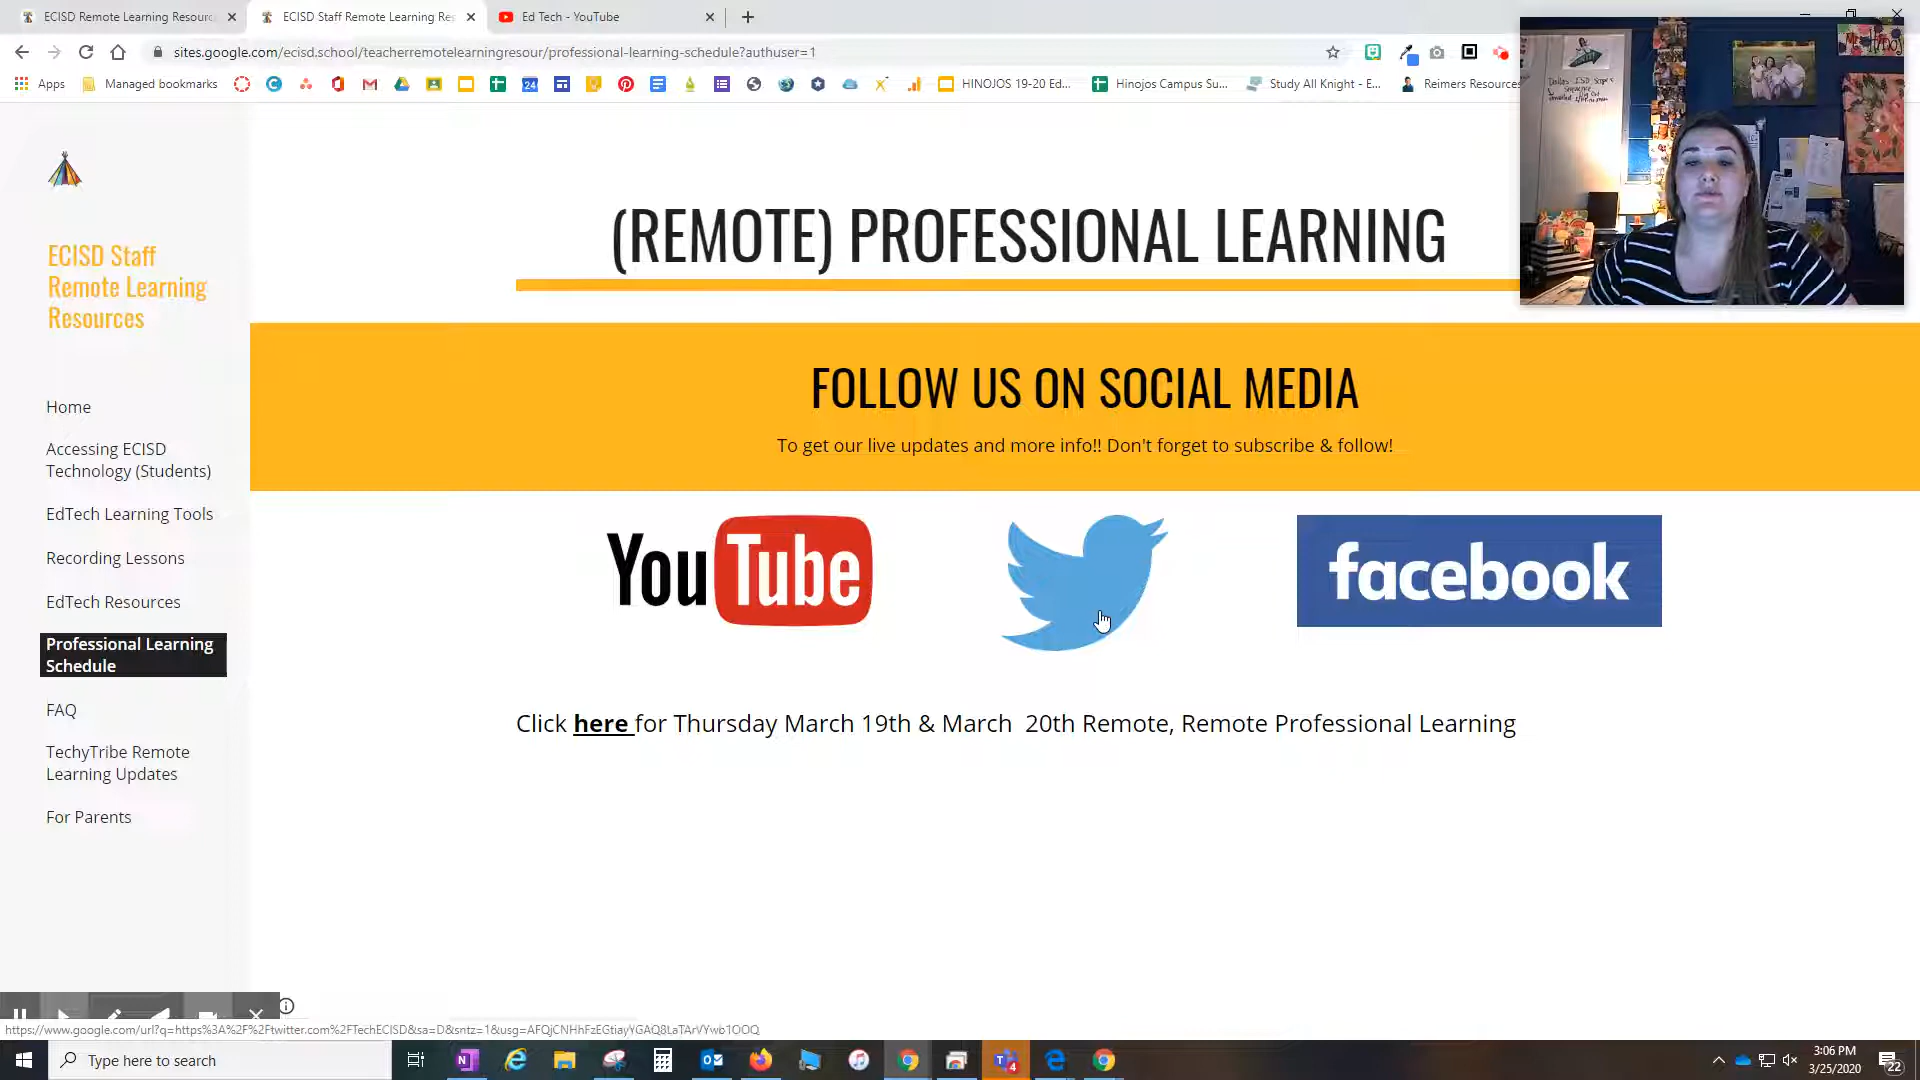 ECISD Remote Learning Resourc
ECISD Staff Remote Learning Res
Ed Tech - YouTube
sites.google.com/ecisd.school/teacherremotelearningresour/professional-learning-schedule?authuser=1
Apps
Managed bookmarks
HINOJOS 19-20 Ed...
Hinojos Campus Su...
Study All Knight - E...
Reimers Resources
ECISD Staff
Remote Learning
Resources
Home
Accessing ECISD
Technology (Students)
EdTech Learning Tools
Recording Lessons
EdTech Resources
Professional Learning
Schedule
FAQ
TechyTribe Remote
Learning Updates
For Parents
(REMOTE) PROFESSIONAL LEARNING
FOLLOW US ON SOCIAL MEDIA
To get our live updates and more info!! Don't forget to subscribe & follow!
YouTube
facebook
Click here for Thursday March 19th & March 20th Remote, Remote Professional Learning
Type here to search
3:06 PM
3/25/2020
22